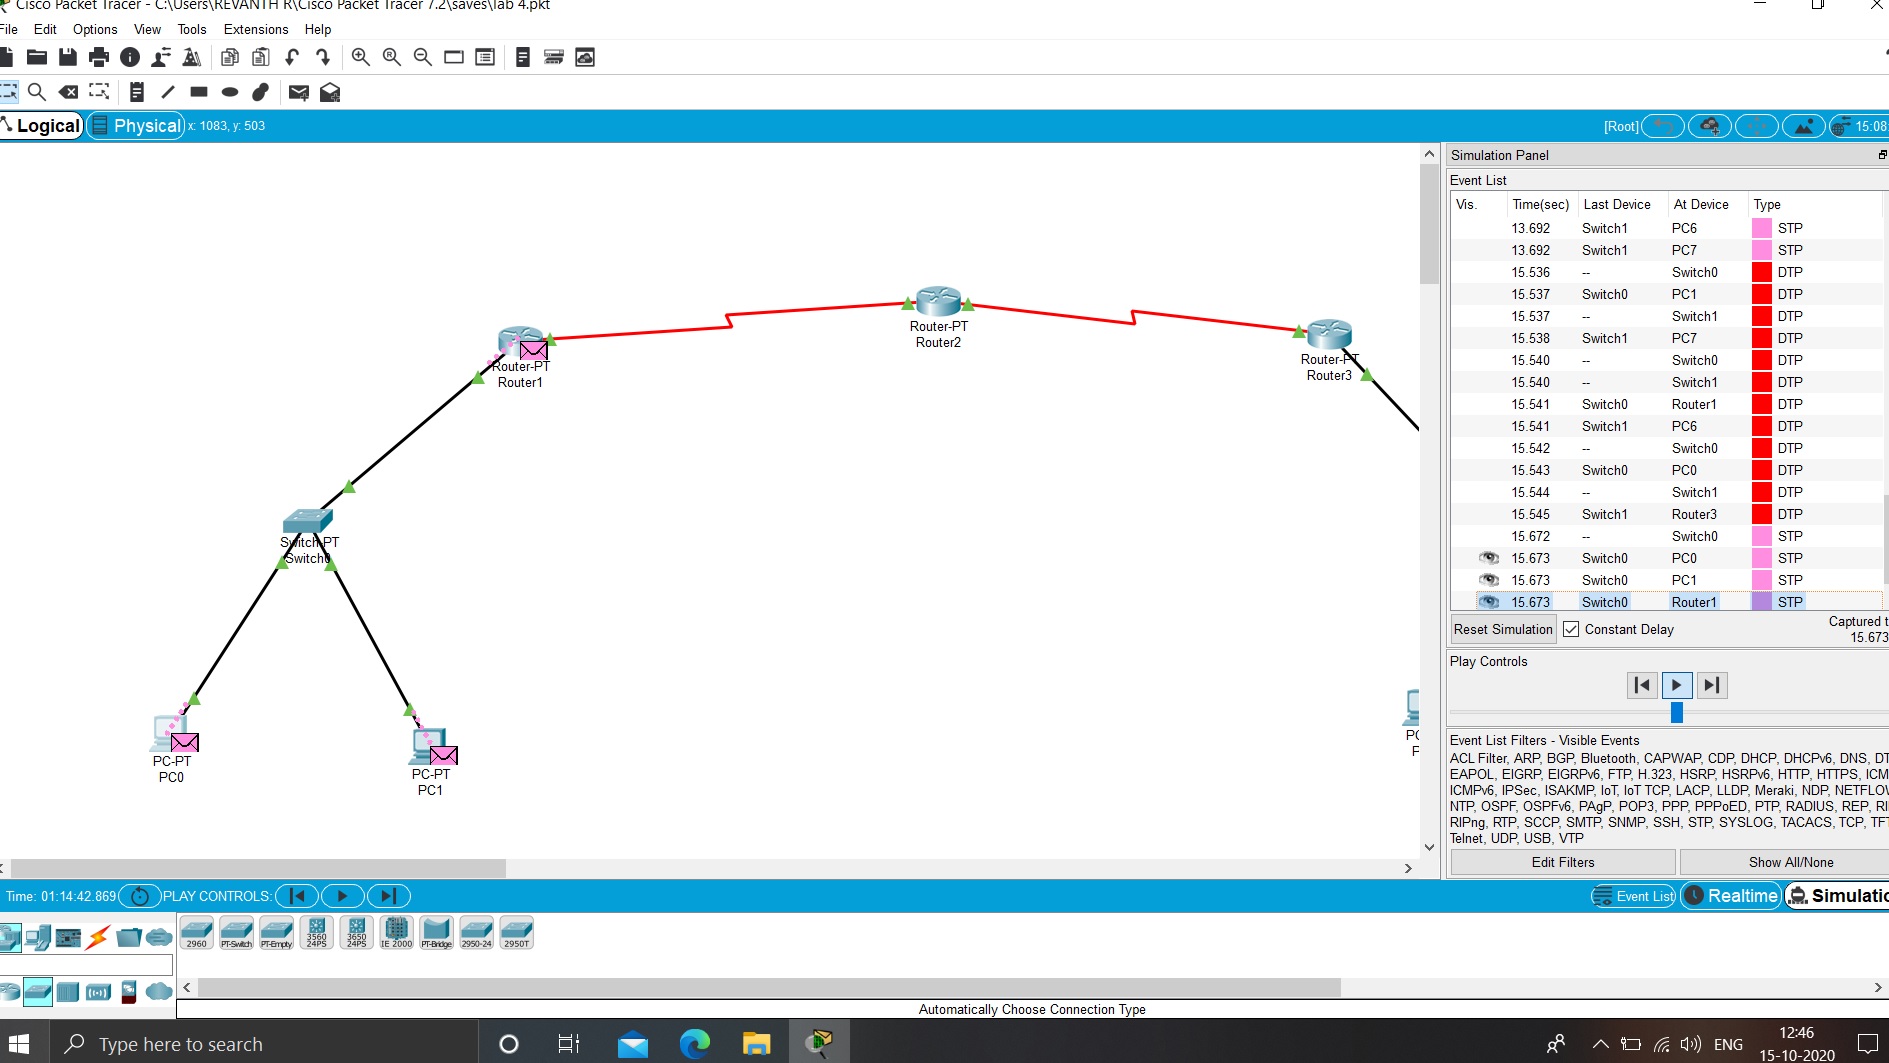 Cisco Packet Tracer - C:\Users\REVANTH R\Cisco Packet Tracer 7.2\saves\lab 4.pkt
File Edit Options View Tools Extensions Help
Logical Physical x: 1083, y: 503
[Root] 15:08
Router-PT
Router1
Router-PT
Router2
Router-PT
Router3
Switch-PT
Switch0
PC-PT
PC0
PC-PT
PC1
PC
P
Simulation Panel
Event List
Vis. Time(sec) Last Device At Device Type
13.692 Switch1 PC6 STP
13.692 Switch1 PC7 STP
15.536 -- Switch0 DTP
15.537 Switch0 PC1 DTP
15.537 -- Switch1 DTP
15.538 Switch1 PC7 DTP
15.540 -- Switch0 DTP
15.540 -- Switch1 DTP
15.541 Switch0 Router1 DTP
15.541 Switch1 PC6 DTP
15.542 -- Switch0 DTP
15.543 Switch0 PC0 DTP
15.544 -- Switch1 DTP
15.545 Switch1 Router3 DTP
15.672 -- Switch0 STP
15.673 Switch0 PC0 STP
15.673 Switch0 PC1 STP
15.673 Switch0 Router1 STP
Reset Simulation Constant Delay Captured t
15.673
Play Controls
Event List Filters - Visible Events
ACL Filter, ARP, BGP, Bluetooth, CAPWAP, CDP, DHCP, DHCPv6, DNS, DT
EAPOL, EIGRP, EIGRPv6, FTP, H.323, HSRP, HSRPv6, HTTP, HTTPS, ICM
ICMPv6, IPSec, ISAKMP, IoT, IoT TCP, LACP, LLDP, Meraki, NDP, NETFLOW
NTP, OSPF, OSPFv6, PAgP, POP3, PPP, PPPoED, PTP, RADIUS, REP, RI
RIPng, RTP, SCCP, SMTP, SNMP, SSH, STP, SYSLOG, TACACS, TCP, TFT
Telnet, UDP, USB, VTP
Edit Filters Show All/None
Time: 01:14:42.869 PLAY CONTROLS: Event List Realtime Simulatio
2960 PT-Switch PT-Empty 3560 24PS 3650 24PS IE 2000 PT-Bridge 2950-24 2950T
Automatically Choose Connection Type
Type here to search
ENG 12:46
15-10-2020